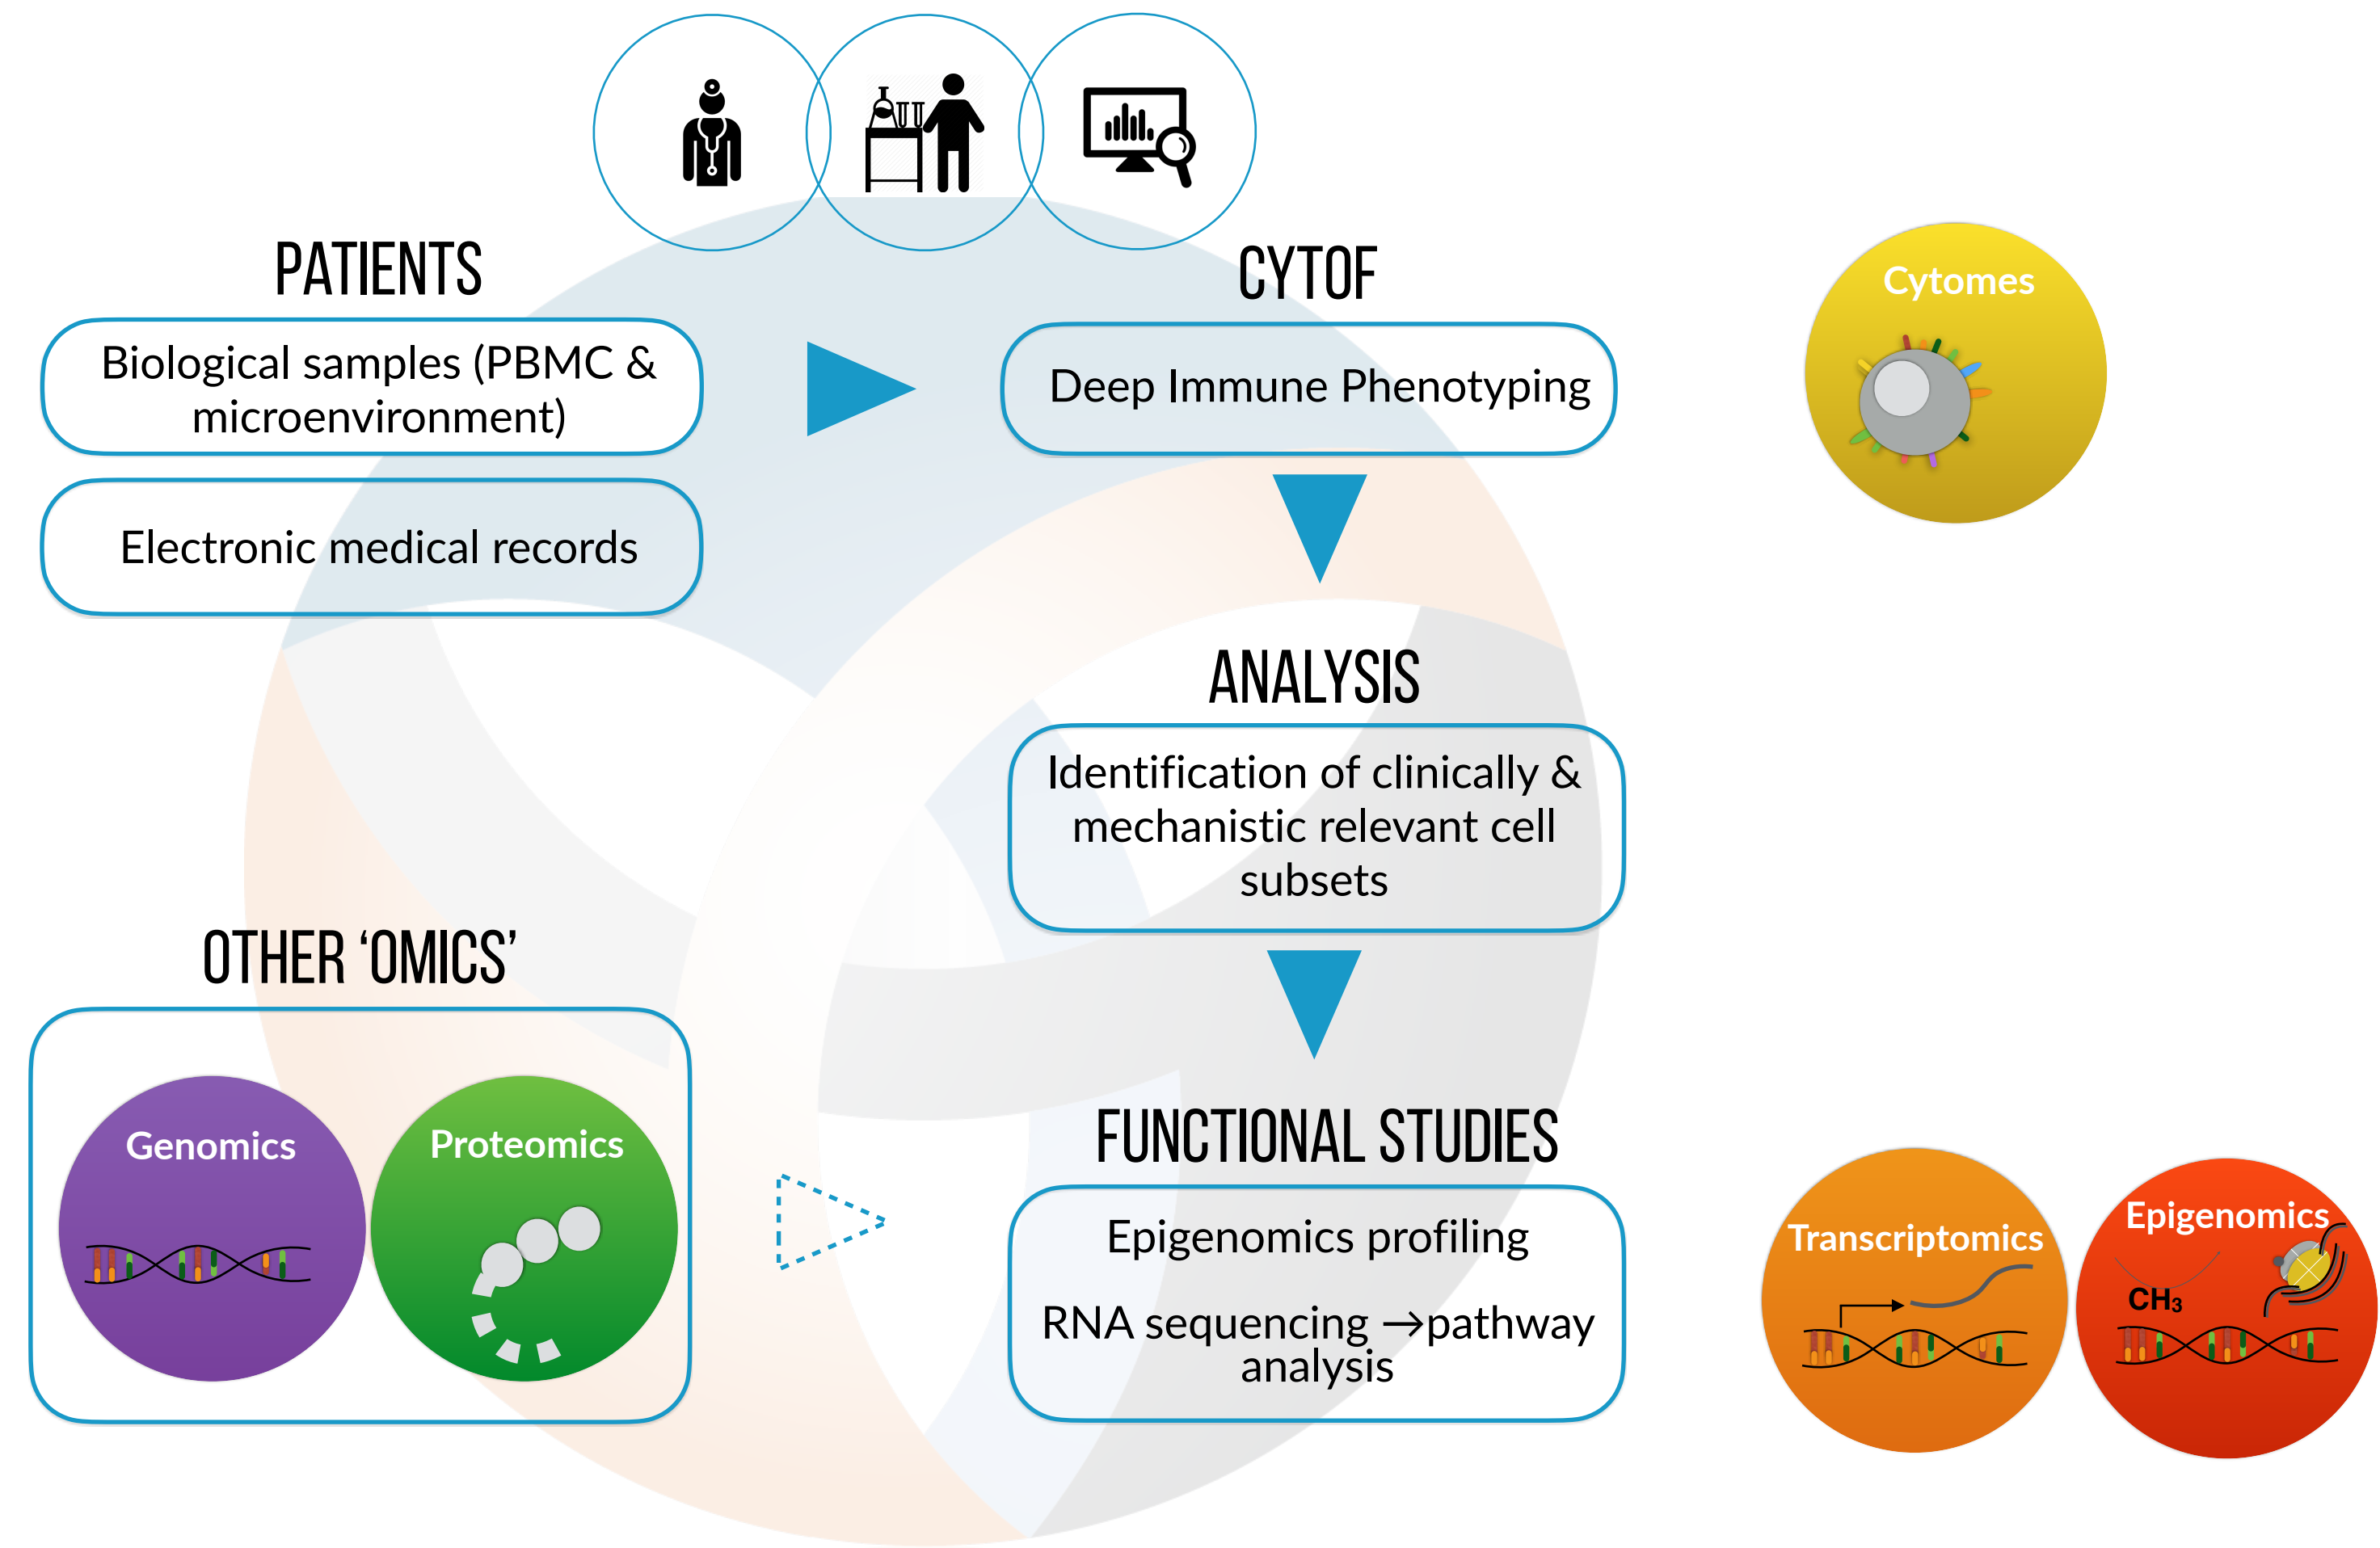 PATIENTS
Biological samples (PBMC &
microenvironment)
Electronic medical records
CYTOF
Deep Immune Phenotyping
Cytomes
ANALYSIS
Identification of clinically &
mechanistic relevant cell
subsets
OTHER ‘OMICS’
Genomics
Proteomics
FUNCTIONAL STUDIES
Epigenomics profiling
RNA sequencing →pathway
analysis
Transcriptomics
Epigenomics
CH₃